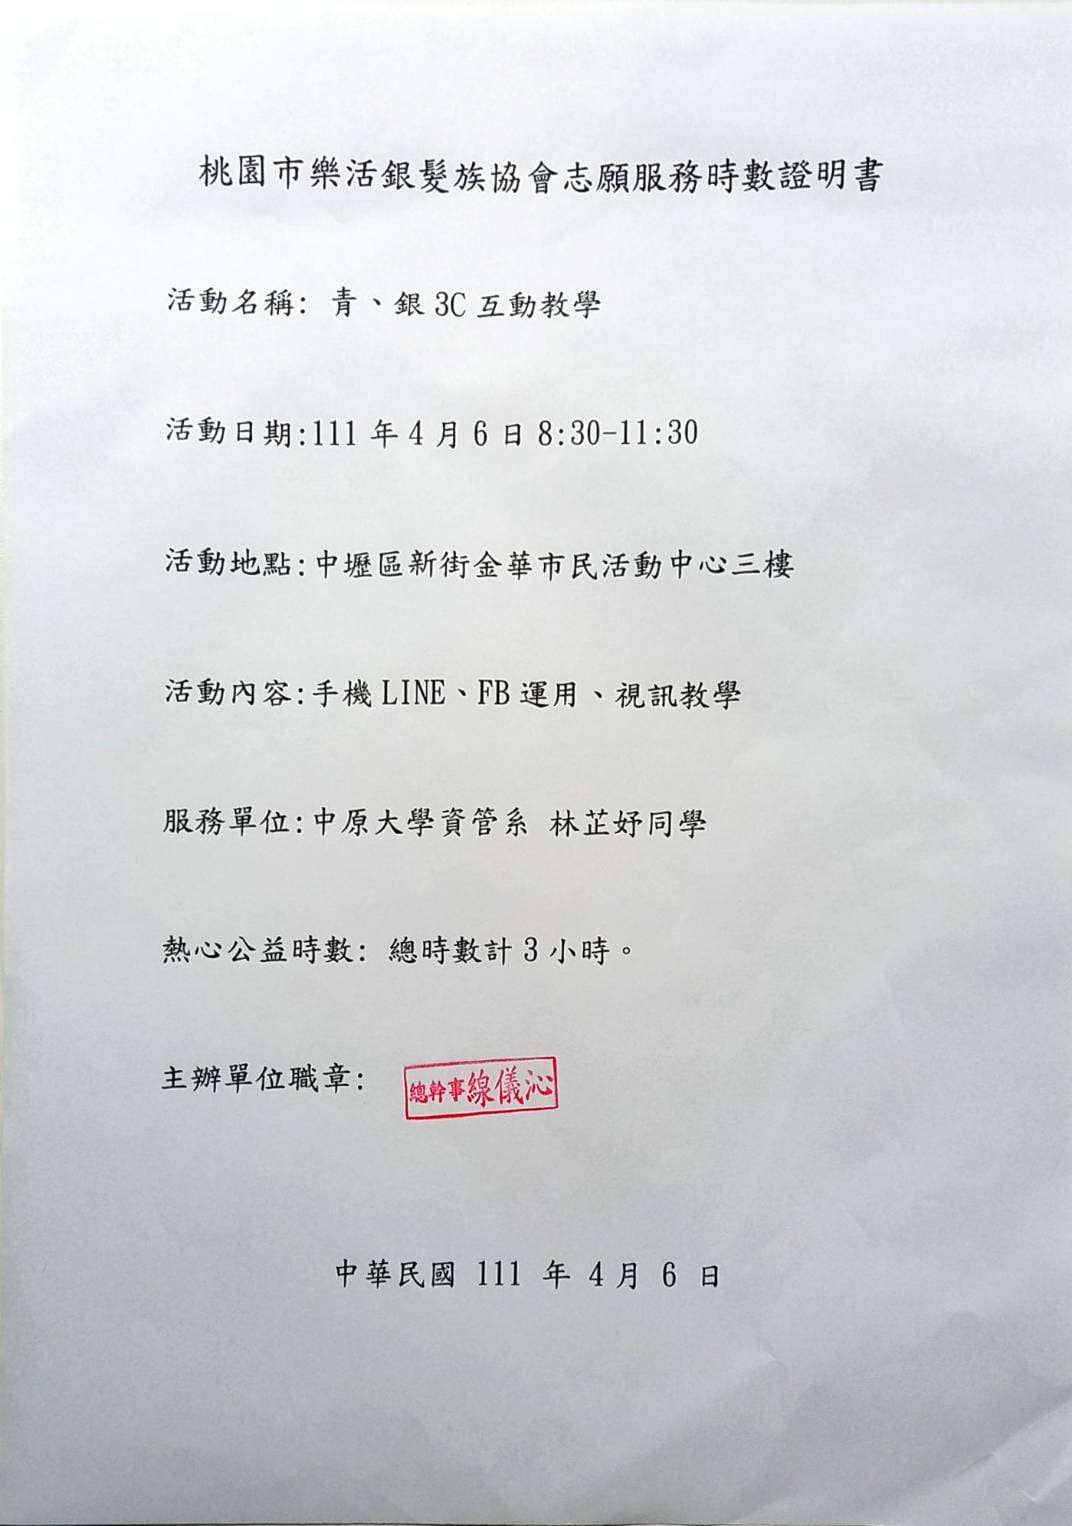 桃園市樂活銀髮族協會志願服務時數證明書
活動名稱: 青、銀 3C 互動教學
活動日期:111 年 4 月 6 日 8:30-11:30
活動地點:中壢區新街金華市民活動中心三樓
活動內容:手機 LINE、FB 運用、視訊教學
服務單位:中原大學資管系 林芷妤同學
熱心公益時數: 總時數計 3 小時。
主辦單位職章: 總幹事線儀沁
中華民國 111 年 4 月 6 日